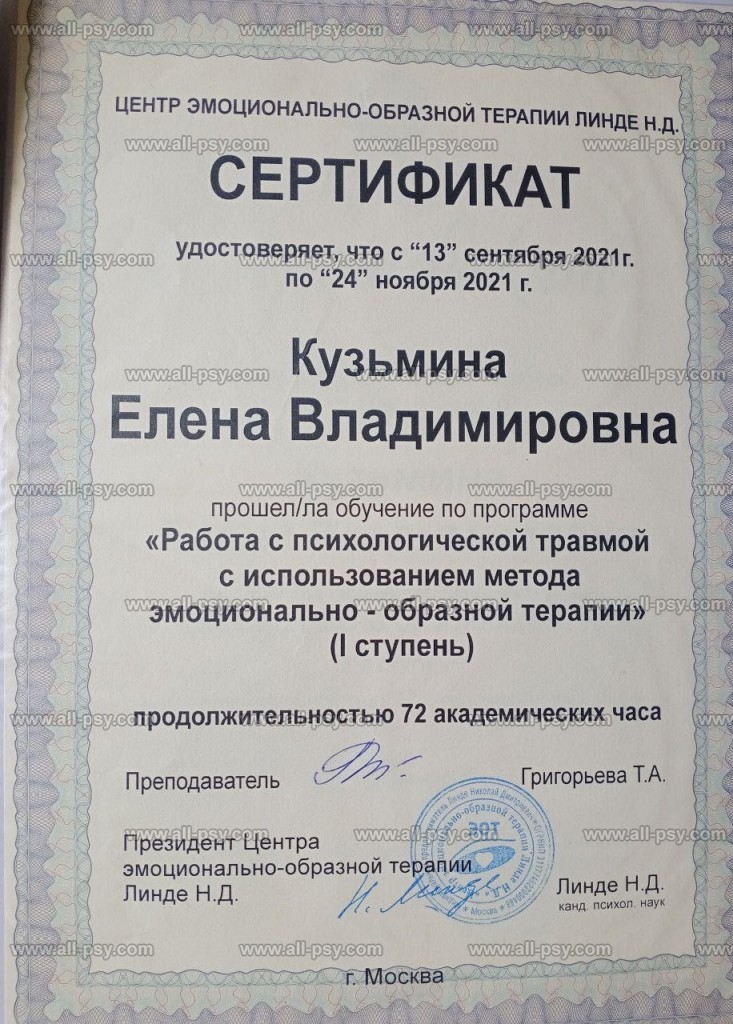 ЦЕНТР ЭМОЦИОНАЛЬНО-ОБРАЗНОЙ ТЕРАПИИ ЛИНДЕ Н.Д.
СЕРТИФИКАТ
удостоверяет, что с “13” сентября 2021г.
по “24” ноября 2021 г.
Кузьмина
Елена Владимировна
прошел/ла обучение по программе
«Работа с психологической травмой
с использованием метода
эмоционально - образной терапии»
(I ступень)
продолжительностью 72 академических часа
Преподаватель
Григорьева Т.А.
Президент Центра
эмоционально-образной терапии
Линде Н.Д.
Линде Н.Д.
канд. психол. наук
ЭОТ
Москва
г. Москва
www.all-psy.com